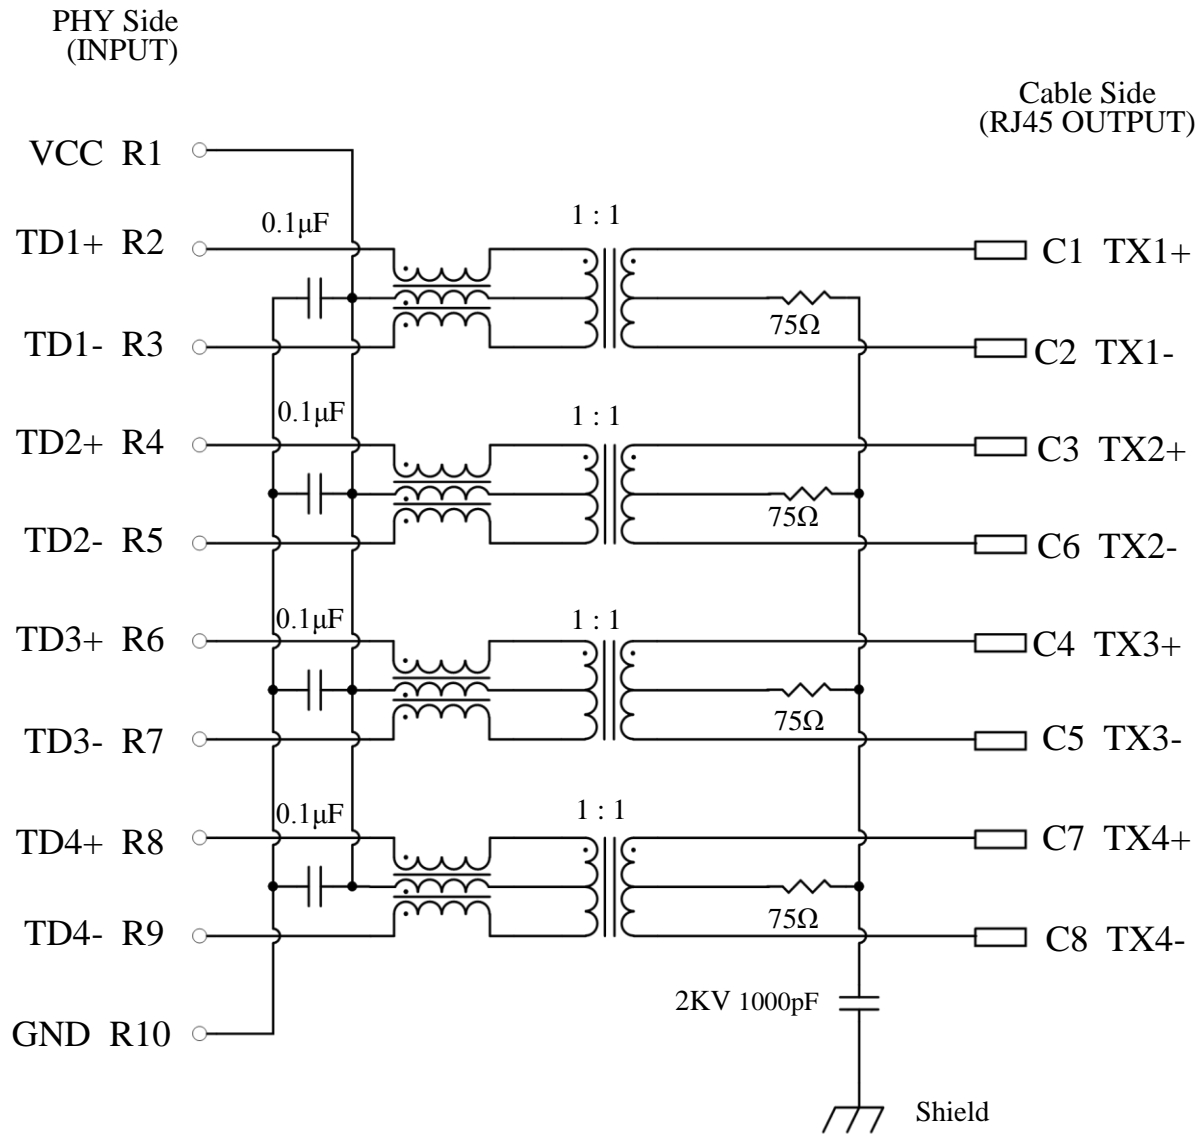 PHY Side
(INPUT)
Cable Side
(RJ45 OUTPUT)
VCC R1
0.1μF
1 : 1
TD1+ R2
C1 TX1+
75Ω
TD1- R3
C2 TX1-
0.1μF
1 : 1
TD2+ R4
C3 TX2+
75Ω
TD2- R5
C6 TX2-
0.1μF
1 : 1
TD3+ R6
C4 TX3+
75Ω
TD3- R7
C5 TX3-
0.1μF
1 : 1
TD4+ R8
C7 TX4+
75Ω
TD4- R9
C8 TX4-
2KV 1000pF
GND R10
Shield